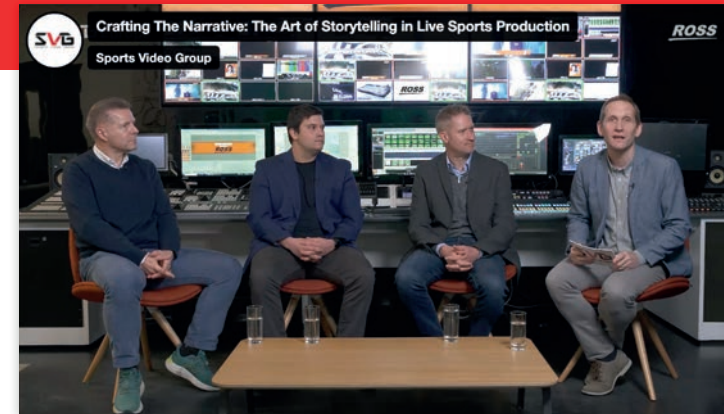 SVG
Crafting The Narrative: The Art of Storytelling in Live Sports Production
Sports Video Group
ROSS
ROSS
ROSS